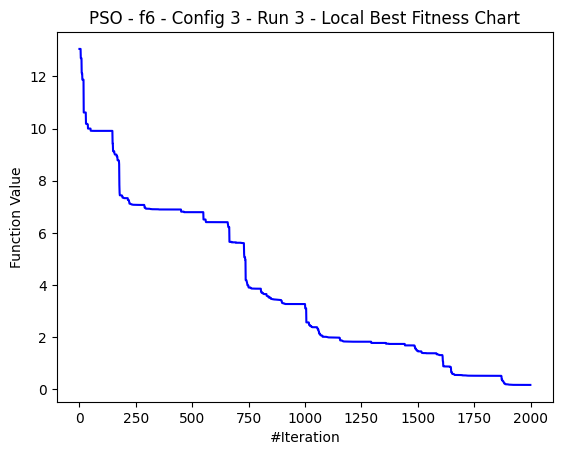 PSO - f6 - Config 3 - Run 3 - Local Best Fitness Chart
Function Value
12
10
8
6
4
2
0
0 250 500 750 1000 1250 1500 1750 2000
#Iteration